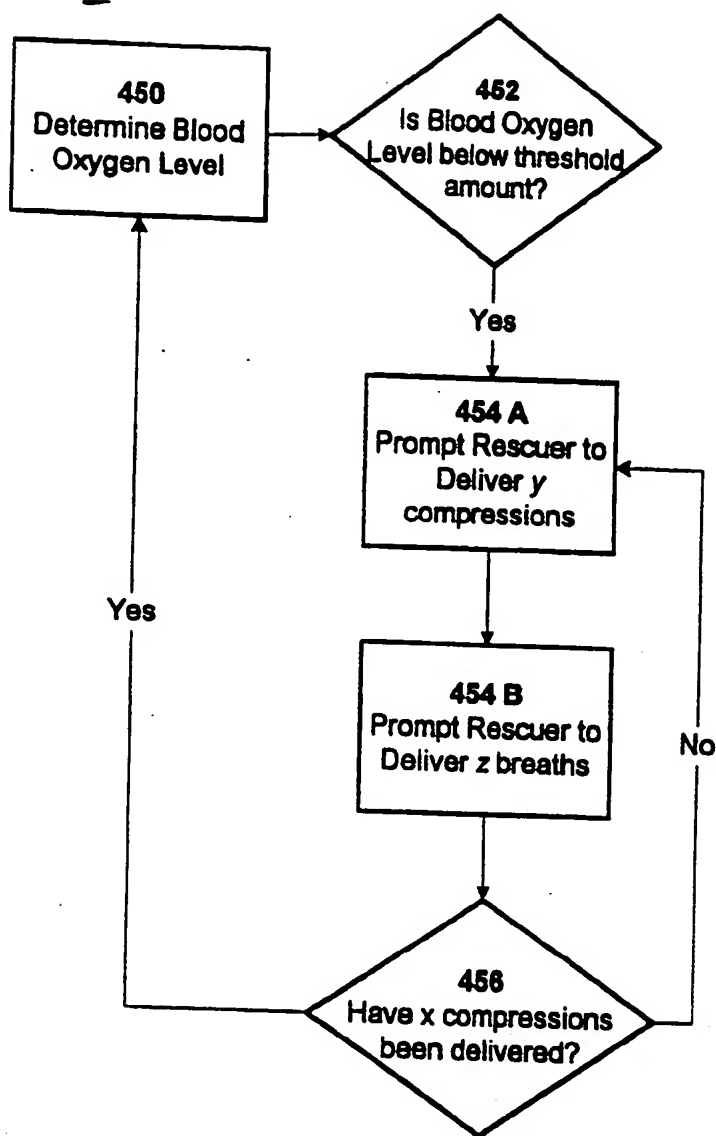 450
Determine Blood
Oxygen Level
452
Is Blood Oxygen
Level below threshold
amount?
Yes
454 A
Prompt Rescuer to
Deliver y
compressions
454 B
Prompt Rescuer to
Deliver z breaths
No
Yes
456
Have x compressions
been delivered?